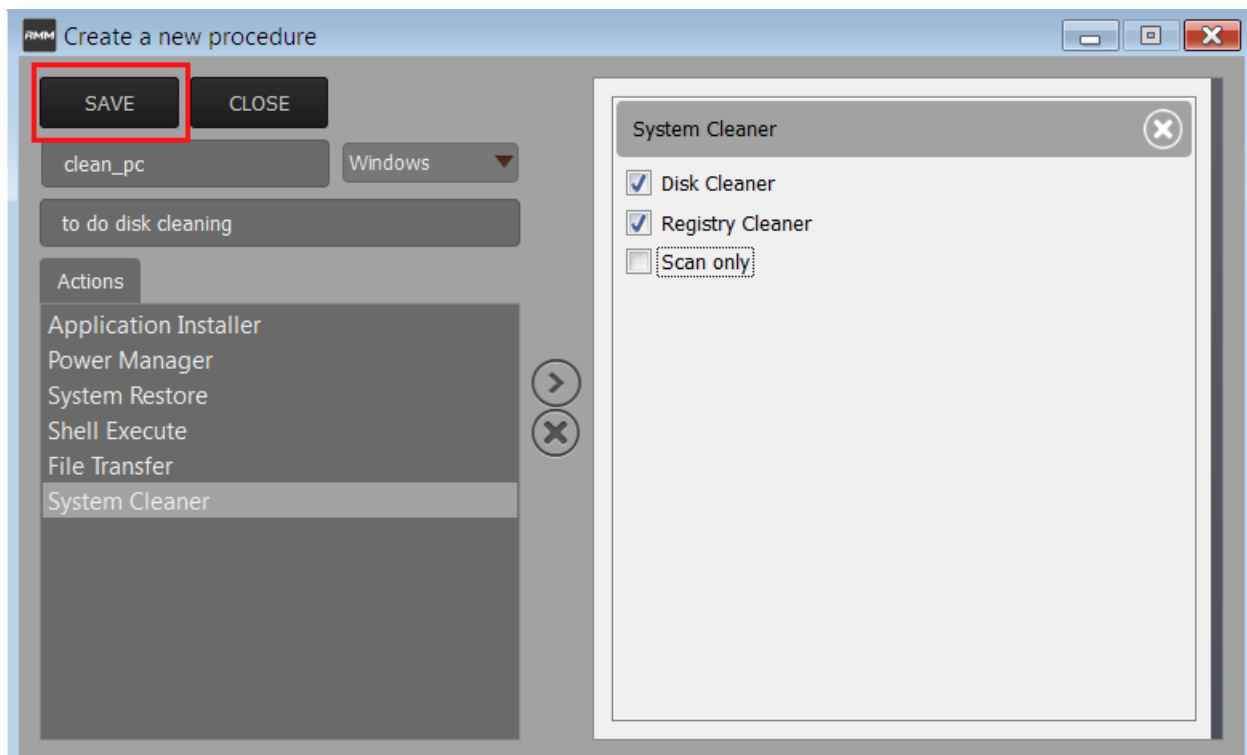 RMM Create a new procedure
SAVE CLOSE
clean_pc Windows
to do disk cleaning
Actions
Application Installer
Power Manager
System Restore
Shell Execute
File Transfer
System Cleaner
System Cleaner
Disk Cleaner
Registry Cleaner
Scan only